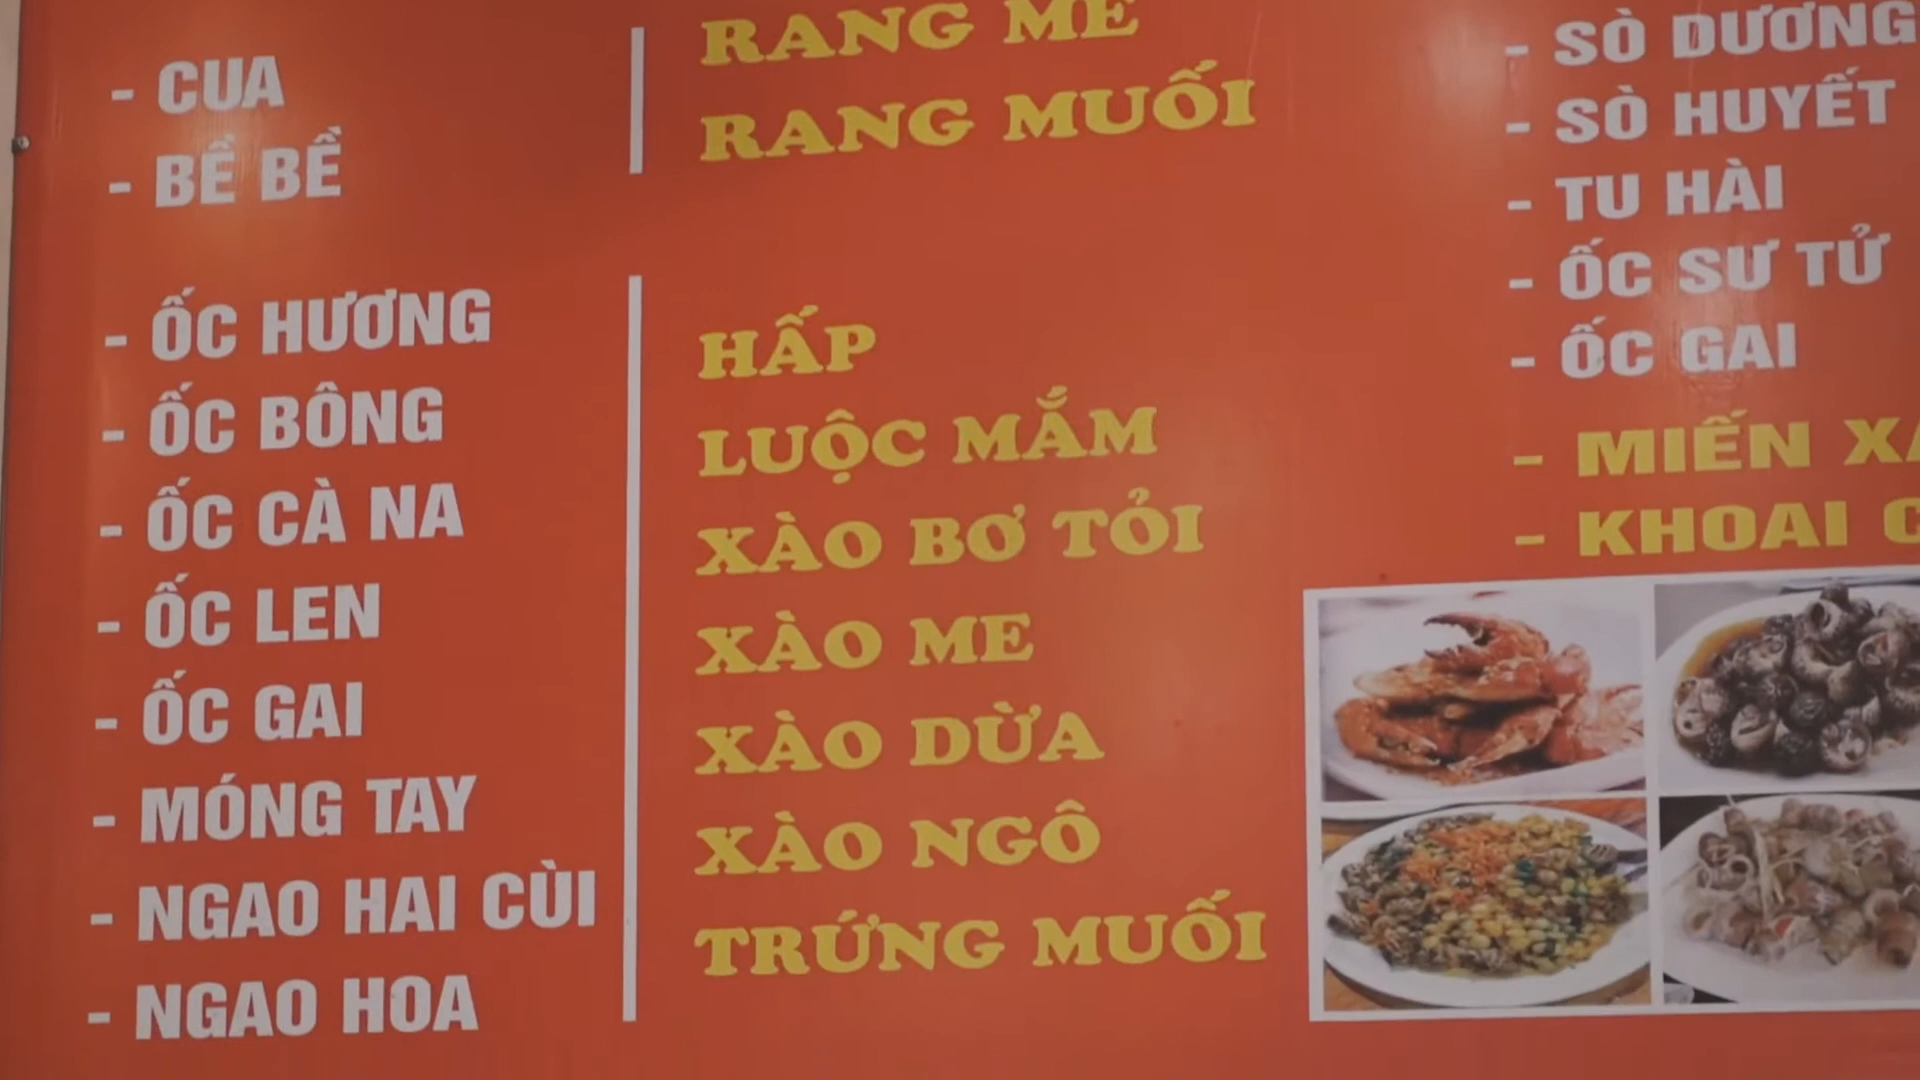 - CUA
- BỀ BỀ
RANG ME
RANG MUỐI
- ỐC HƯƠNG
- ỐC BÔNG
- ỐC CÀ NA
- ỐC LEN
- ỐC GAI
- MÓNG TAY
- NGAO HAI CÙI
- NGAO HOA
HẤP
LUỘC MẮM
XÀO BƠ TỎI
XÀO ME
XÀO DỪA
XÀO NGÔ
TRỨNG MUỐI
- SÒ DƯƠNG
- SÒ HUYẾT
- TU HÀI
- ỐC SƯ TỬ
- ỐC GAI
- MIẾN
- KHOAI